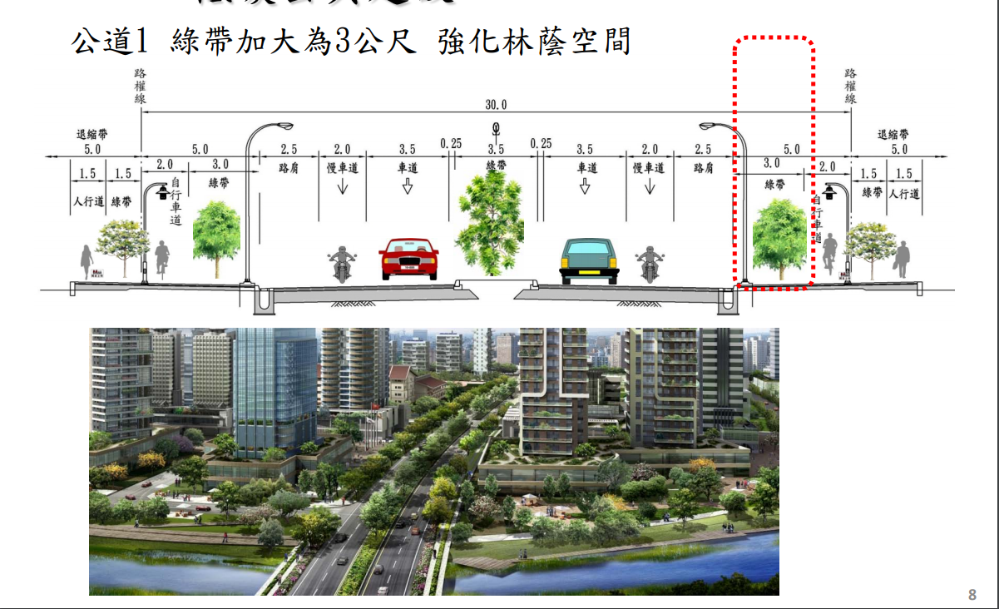 公道1 綠帶加大為3公尺 強化林蔭空間
路權線
路權線
30.0
退縮帶
退縮帶
5.0 5.0 2.5 2.0 3.5 0.25 3.5 0.25 3.5 2.0 2.5 5.0 5.0
路肩 慢車道 車道 綠帶 車道 慢車道 路肩
2.0 3.0 3.0 2.0
1.5 1.5 1.5 1.5
自行車道 綠帶 綠帶 自行車道
人行道 綠帶 綠帶 人行道
8